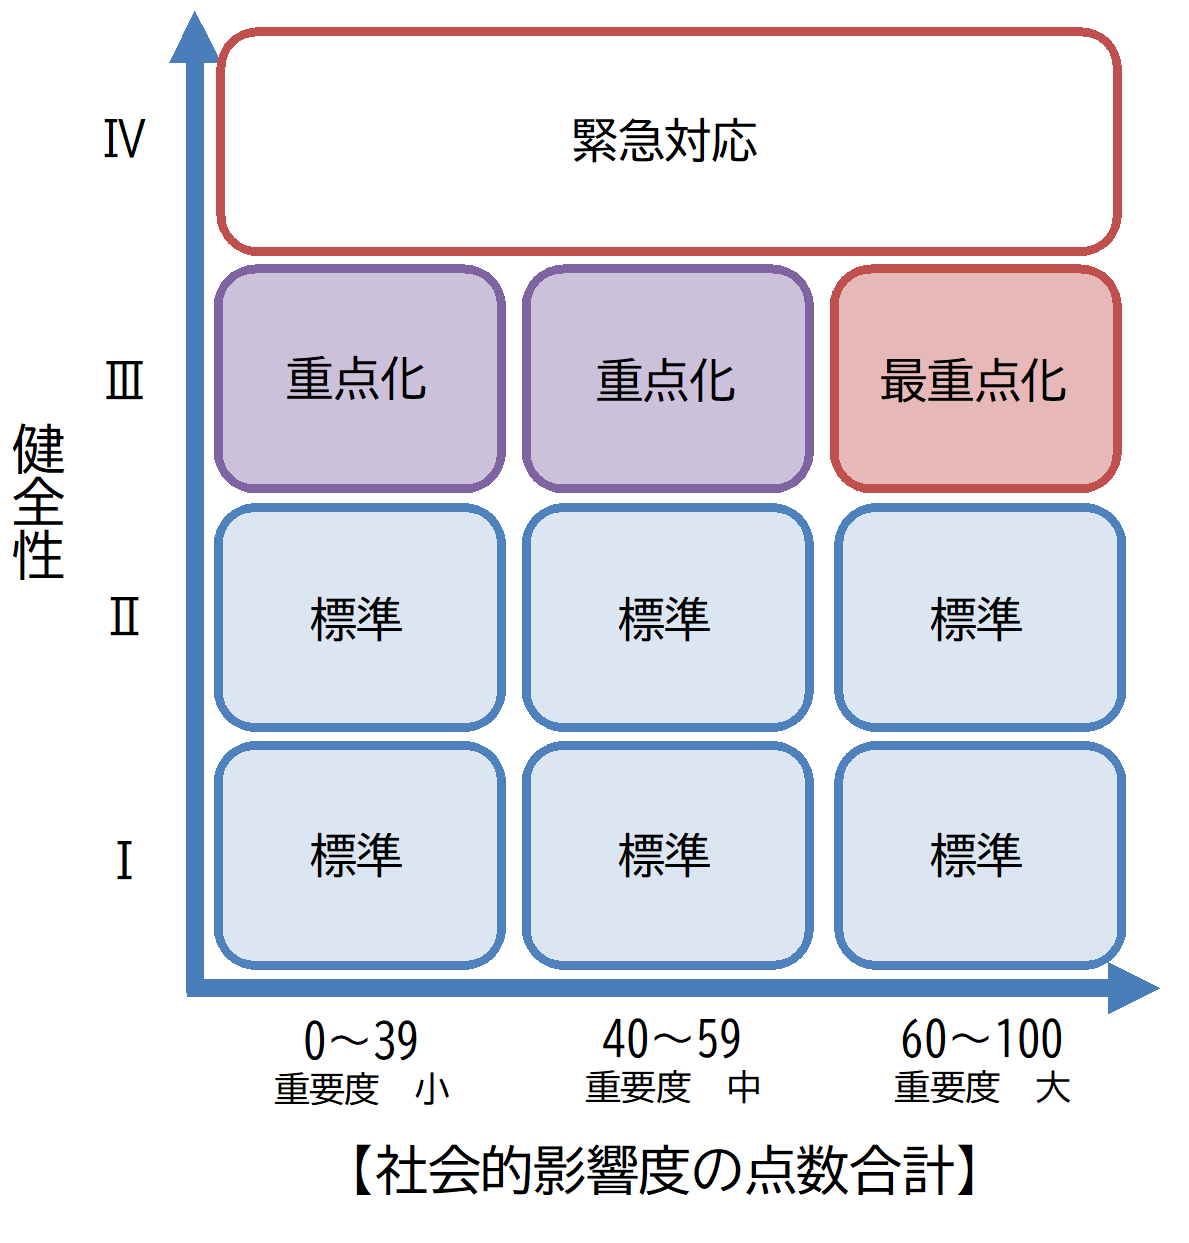 Ⅳ
緊急対応
Ⅲ
重点化
重点化
最重点化
健全性
Ⅱ
標準
標準
標準
Ⅰ
標準
標準
標準
0～39
40～59
60～100
重要度　小
重要度　中
重要度　大
【社会的影響度の点数合計】